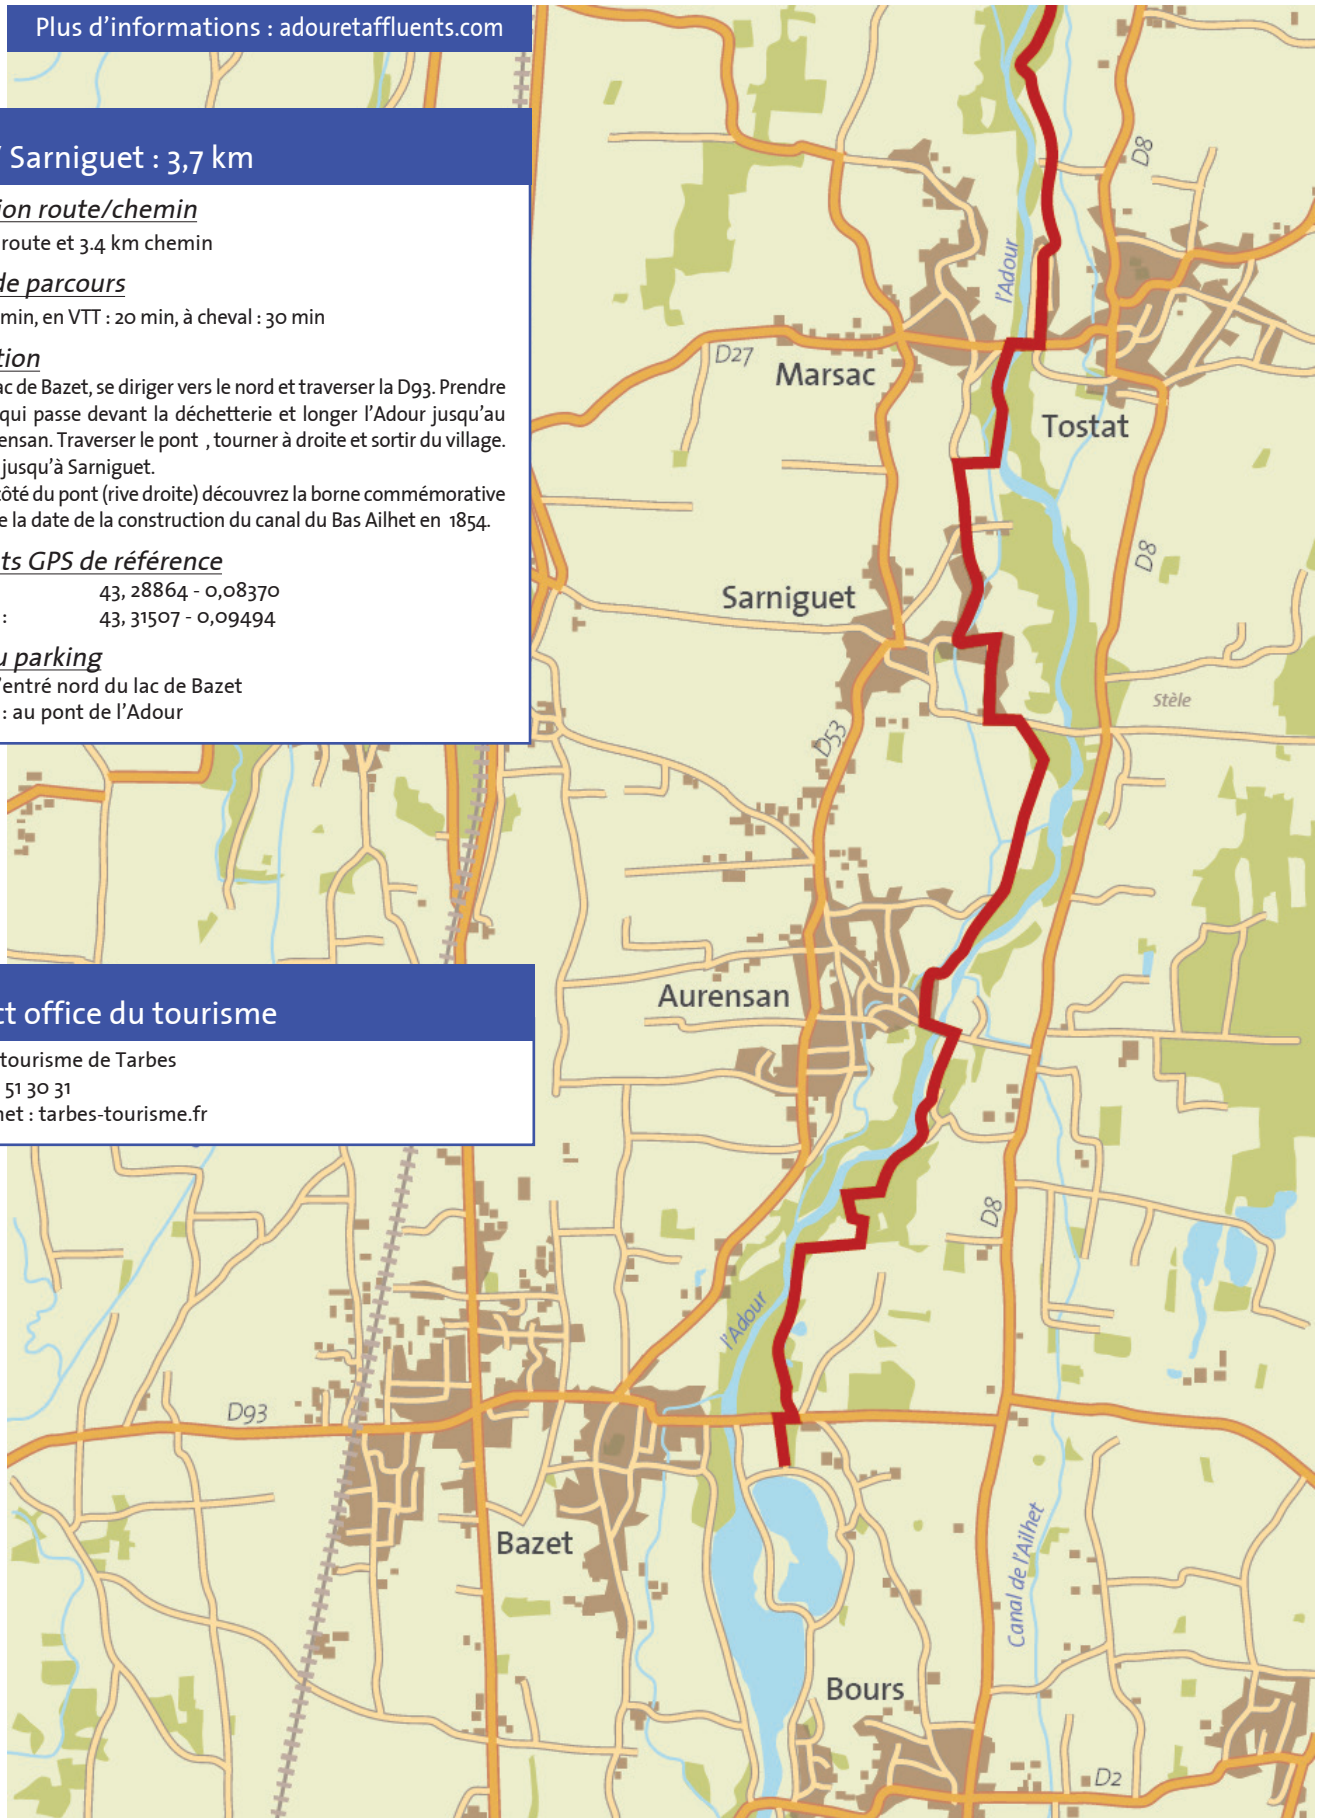 Plus d'informations : adouretaffluents.com
/ Sarniguet : 3,7 km
ion route/chemin
route et 3.4 km chemin
de parcours
min, en VTT : 20 min, à cheval : 30 min
tion
ac de Bazet, se diriger vers le nord et traverser la D93. Prendre
qui passe devant la déchetterie et longer l'Adour jusqu'au
ensan. Traverser le pont , tourner à droite et sortir du village.
jusqu'à Sarniguet.
côté du pont (rive droite) découvrez la borne commémorative
e la date de la construction du canal du Bas Ailhet en 1854.
ts GPS de référence
43, 28864 - 0,08370
: 43, 31507 - 0,09494
u parking
'entré nord du lac de Bazet
: au pont de l'Adour
ct office du tourisme
tourisme de Tarbes
51 30 31
net : tarbes-tourisme.fr
D8
l'Adour
D27
Marsac
Tostat
D8
Sarniguet
Stèle
D53
Aurensan
D8
l'Adour
D93
Bazet
Canal de l'Ailhet
Bours
D2